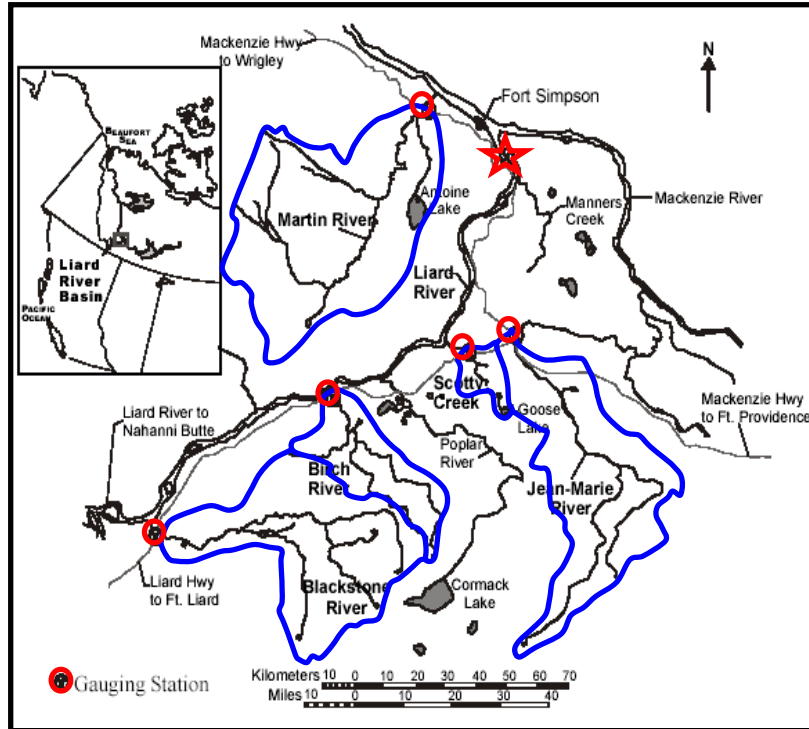 Mackenzie Hwy
to Wrigley
N
Fort Simpson
BEAUFORT
SEA
Antoine
Lake
Manners
Creek
Mackenzie River
Martin River
Liard
River
Liard
River
Basin
PACIFIC
OCEAN
Scotty
Creek
Goose
Lake
Mackenzie Hwy
to Ft. Providence
Liard River to
Nahanni Butte
Poplar
River
Birch
River
Jean-Marie
River
Liard Hwy
to Ft. Liard
Blackstone
River
Cormack
Lake
Gauging Station
Kilometers 10 0 10 20 30 40 50 60 70
Miles 10 0 10 20 30 40